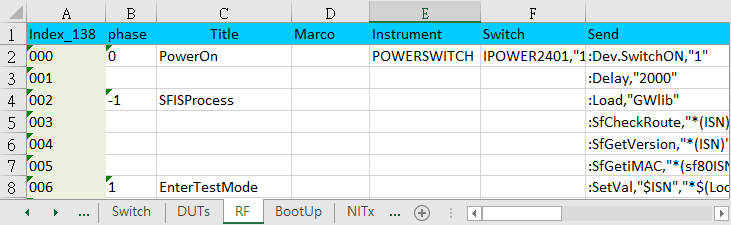 A B C D E F
1 Index_138 phase Title Marco Instrument Switch Send
2 000 0 PowerOn POWERSWITCH IPOWER2401,"1 :Dev.SwitchON,"1"
3 001 :Delay,"2000"
4 002 -1 SFISProcess :Load,"GWlib"
5 003 :SfCheckRoute,"*(ISN)
6 004 :SfGetVersion,"*(ISN)"
7 005 :SfGetiMAC,"*(sf80ISN
8 006 1 EnterTestMode :SetVal,"$ISN","*$(Loc
... Switch DUTs RF BootUp NITx ...